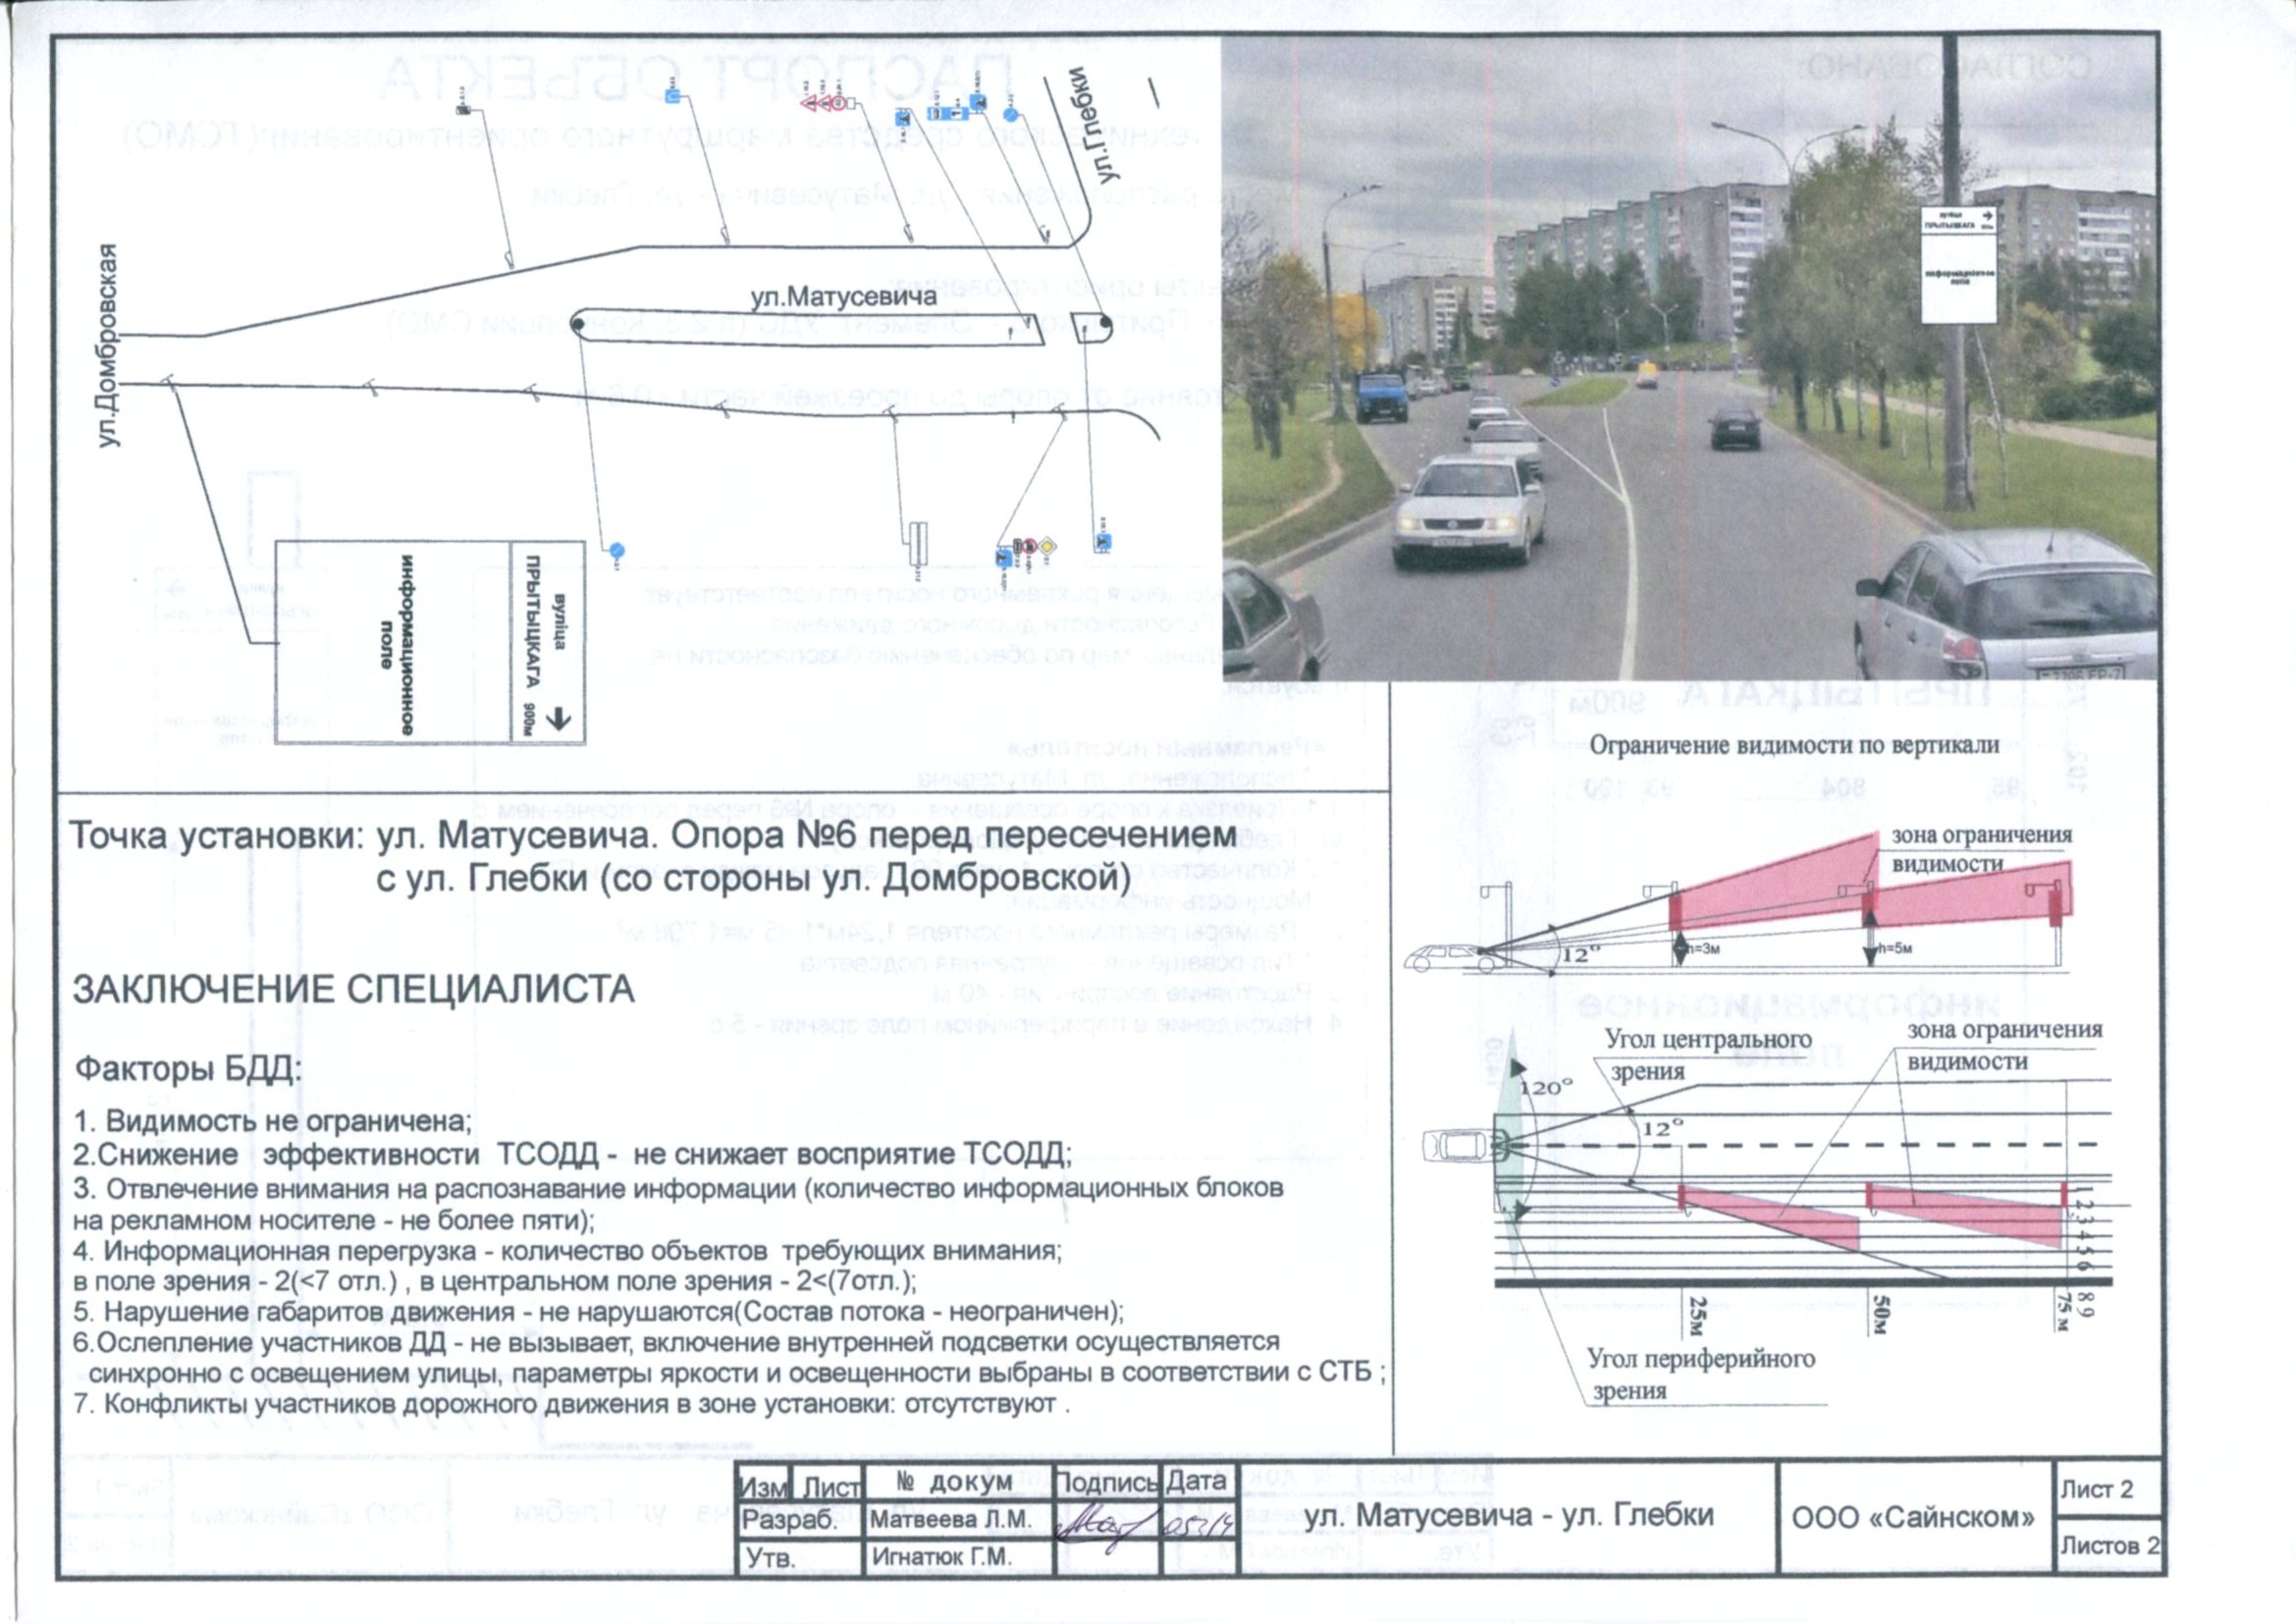 ул.Глебки
ул.Домбровская
ул.Матусевича
вуліца
ПРЫТЫЦКАГА 900м
информационное
поле
вуліца
ПРЫТЫЦКАГА
информационное
поле
Ограничение видимости по вертикали
зона ограничения
видимости
12°
h=3м
h=5м
Угол центрального
зрения
зона ограничения
видимости
120°
12°
1 2 3 4 5 6 8 9
25м
50м
75 м
Угол периферийного
зрения
Точка установки: ул. Матусевича. Опора №6 перед пересечением
с ул. Глебки (со стороны ул. Домбровской)
ЗАКЛЮЧЕНИЕ СПЕЦИАЛИСТА
Факторы БДД:
1. Видимость не ограничена;
2.Снижение эффективности ТСОДД - не снижает восприятие ТСОДД;
3. Отвлечение внимания на распознавание информации (количество информационных блоков
на рекламном носителе - не более пяти);
4. Информационная перегрузка - количество объектов требующих внимания;
в поле зрения - 2(<7 отл.) , в центральном поле зрения - 2<(7отл.);
5. Нарушение габаритов движения - не нарушаются(Состав потока - неограничен);
6.Ослепление участников ДД - не вызывает, включение внутренней подсветки осуществляется
синхронно с освещением улицы, параметры яркости и освещенности выбраны в соответствии с СТБ ;
7. Конфликты участников дорожного движения в зоне установки: отсутствуют .
Изм Лист № докум Подпись Дата
Разраб. Матвеева Л.М.
Утв. Игнатюк Г.М.
ул. Матусевича - ул. Глебки
ООО «Сайнском»
Лист 2
Листов 2